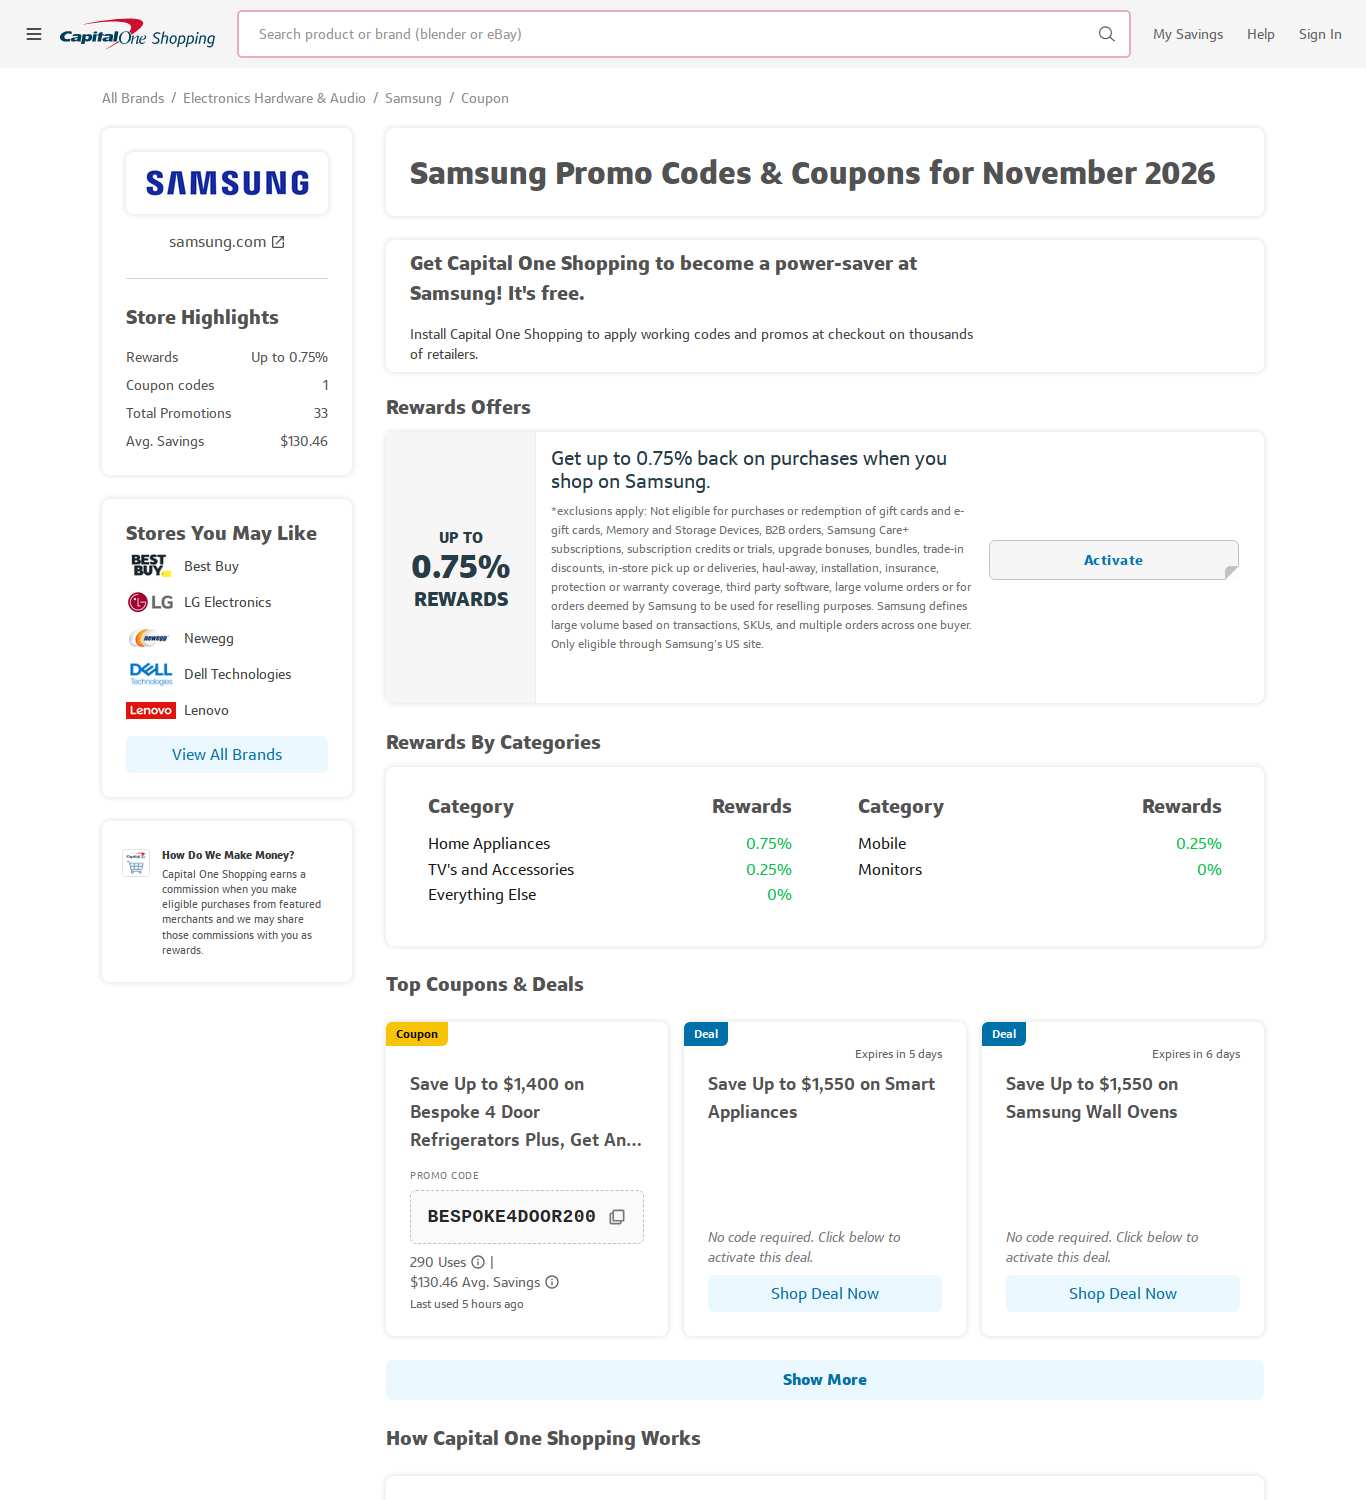 CapitalOne Shopping
Search product or brand (blender or eBay)
My Savings
Help
Sign In
All Brands / Electronics Hardware & Audio / Samsung / Coupon
SAMSUNG
samsung.com
Store Highlights
Rewards Up to 0.75%
Coupon codes 1
Total Promotions 33
Avg. Savings $130.46
Stores You May Like
BEST BUY Best Buy
LG LG Electronics
newegg Newegg
DELL Technologies Dell Technologies
Lenovo Lenovo
View All Brands
How Do We Make Money?
Capital One Shopping earns a
commission when you make
eligible purchases from featured
merchants and we may share
those commissions with you as
rewards.
Samsung Promo Codes & Coupons for November 2026
Get Capital One Shopping to become a power-saver at
Samsung! It's free.
Install Capital One Shopping to apply working codes and promos at checkout on thousands
of retailers.
Rewards Offers
UP TO
0.75%
REWARDS
Get up to 0.75% back on purchases when you
shop on Samsung.
*exclusions apply: Not eligible for purchases or redemption of gift cards and e-
gift cards, Memory and Storage Devices, B2B orders, Samsung Care+
subscriptions, subscription credits or trials, upgrade bonuses, bundles, trade-in
discounts, in-store pick up or deliveries, haul-away, installation, insurance,
protection or warranty coverage, third party software, large volume orders or for
orders deemed by Samsung to be used for reselling purposes. Samsung defines
large volume based on transactions, SKUs, and multiple orders across one buyer.
Only eligible through Samsung's US site.
Activate
Rewards By Categories
Category Rewards
Home Appliances 0.75%
TV's and Accessories 0.25%
Everything Else 0%
Category Rewards
Mobile 0.25%
Monitors 0%
Top Coupons & Deals
Coupon
Save Up to $1,400 on
Bespoke 4 Door
Refrigerators Plus, Get An...
PROMO CODE
BESPOKE4DOOR200
290 Uses |
$130.46 Avg. Savings
Last used 5 hours ago
Deal
Expires in 5 days
Save Up to $1,550 on Smart
Appliances
No code required. Click below to
activate this deal.
Shop Deal Now
Deal
Expires in 6 days
Save Up to $1,550 on
Samsung Wall Ovens
No code required. Click below to
activate this deal.
Shop Deal Now
Show More
How Capital One Shopping Works